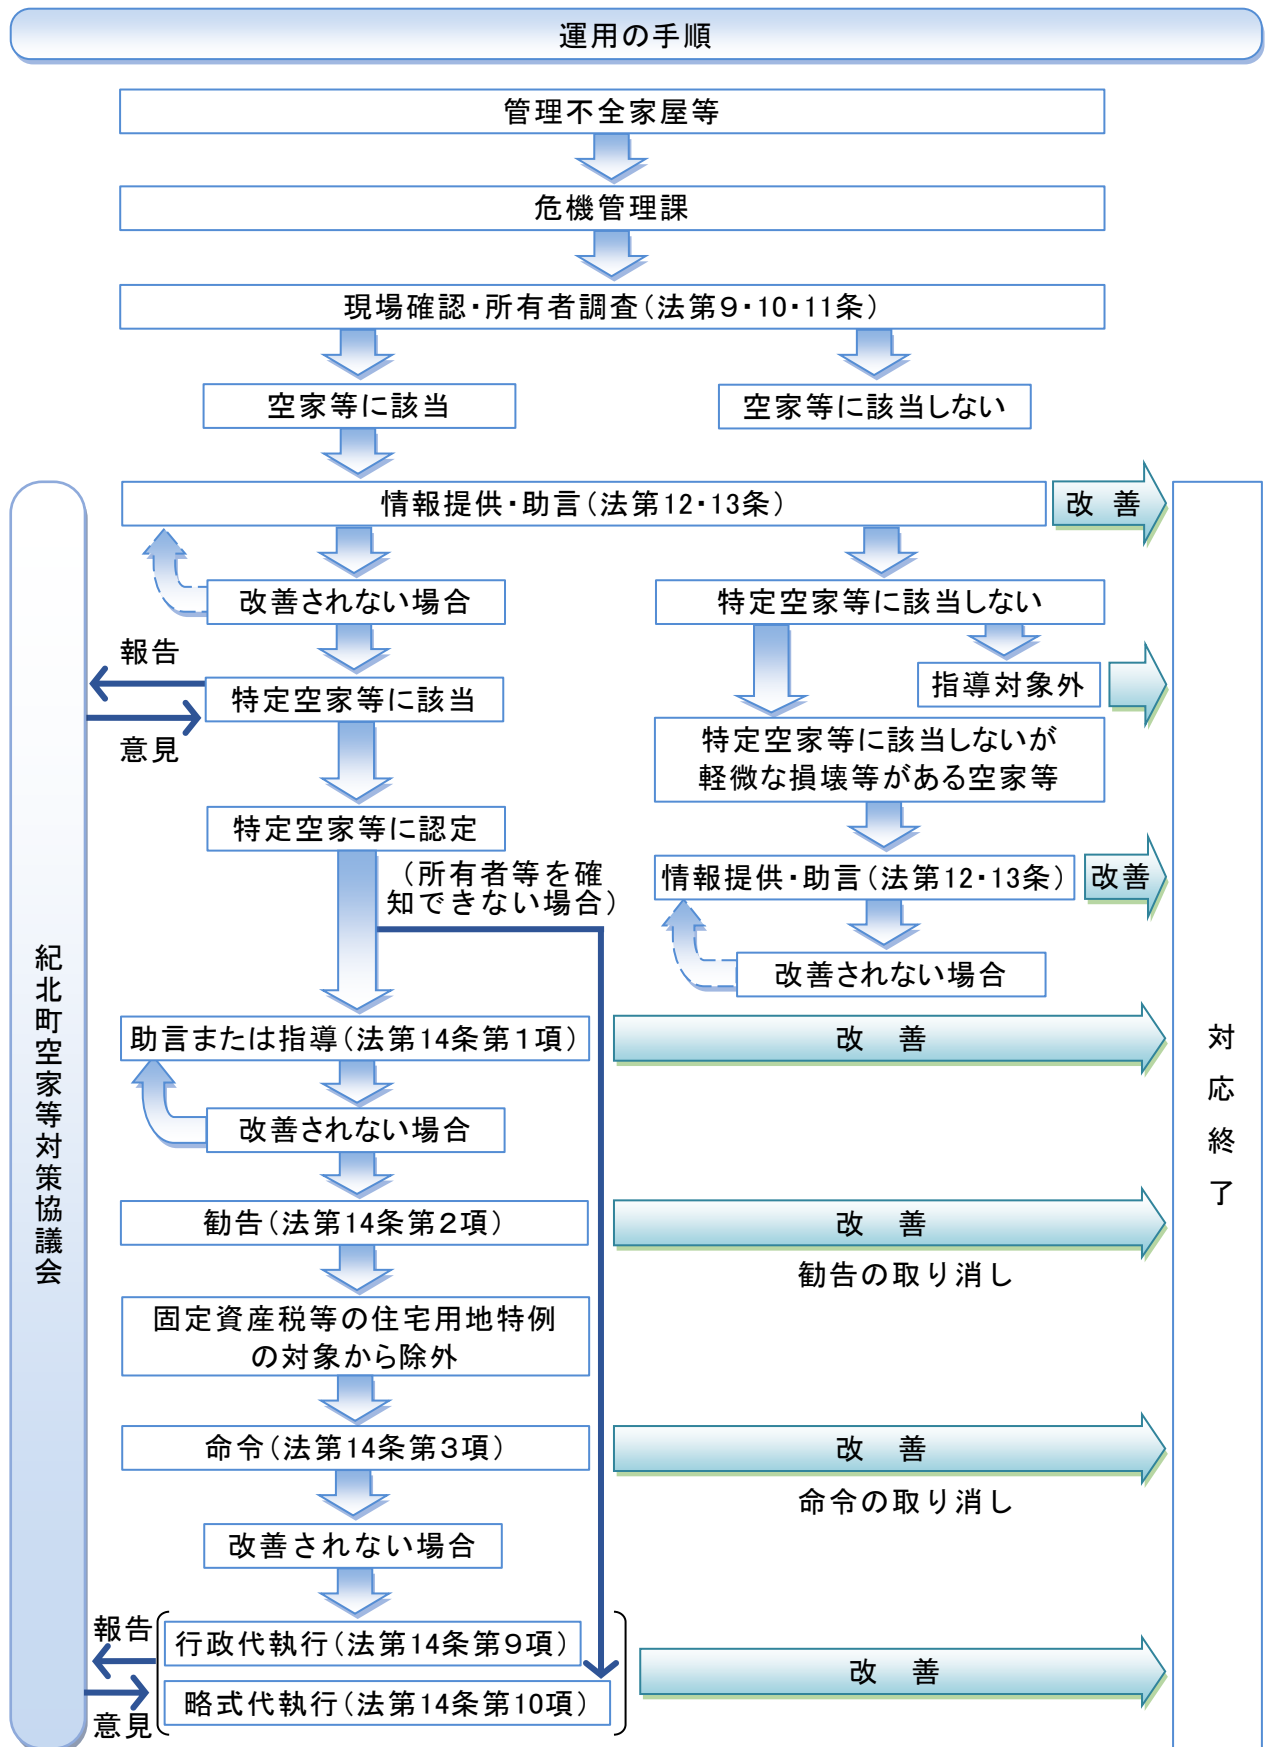 運用の手順
管理不全家屋等
危機管理課
現場確認・所有者調査（法第９・10・11条）
空家等に該当
空家等に該当しない
情報提供・助言（法第12・13条）
改 善
改善されない場合
特定空家等に該当しない
報告
指導対象外
特定空家等に該当
意見
特定空家等に該当しないが
軽微な損壊等がある空家等
特定空家等に認定
（所有者等を確
知できない場合）
情報提供・助言（法第12・13条）
改善
改善されない場合
紀北町空家等対策協議会
対応終了
助言または指導（法第14条第１項）
改 善
改善されない場合
勧告（法第14条第２項）
改 善
勧告の取り消し
固定資産税等の住宅用地特例
の対象から除外
命令（法第14条第３項）
改 善
命令の取り消し
改善されない場合
報告
行政代執行（法第14条第９項）
改 善
略式代執行（法第14条第10項）
意見